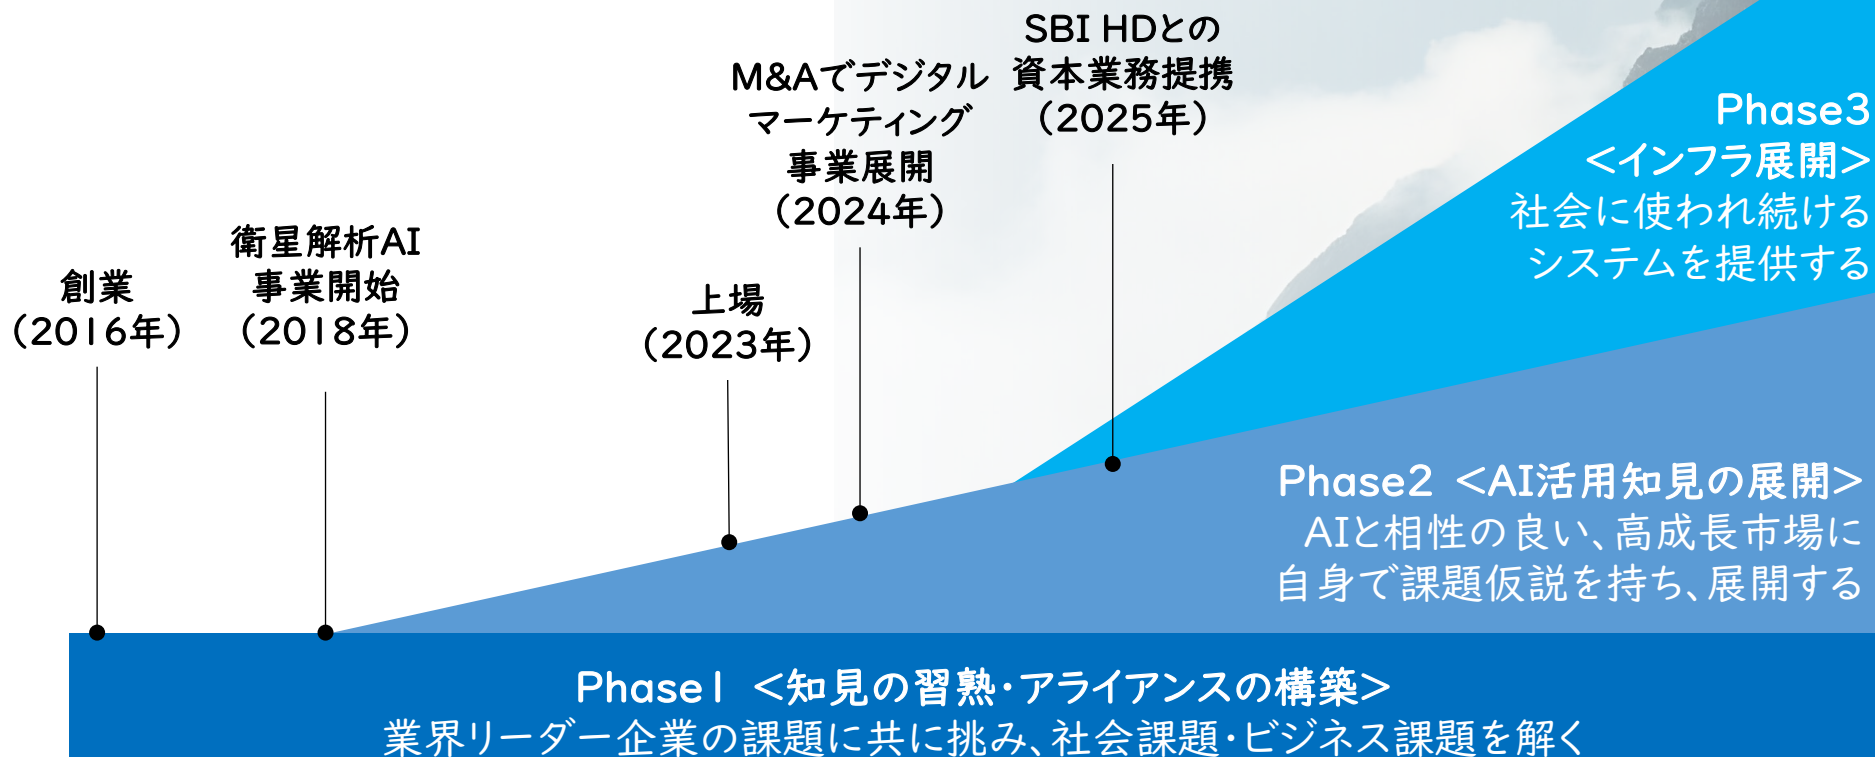 創業
(2016年)
衛星解析AI
事業開始
(2018年)
上場
(2023年)
M&Aでデジタル
マーケティング
事業展開
(2024年)
SBI HDとの
資本業務提携
(2025年)
Phase3
<インフラ展開>
社会に使われ続ける
システムを提供する
Phase2 <AI活用知見の展開>
AIと相性の良い、高成長市場に
自身で課題仮説を持ち、展開する
Phase1 <知見の習熟・アライアンスの構築>
業界リーダー企業の課題に共に挑み、社会課題・ビジネス課題を解く